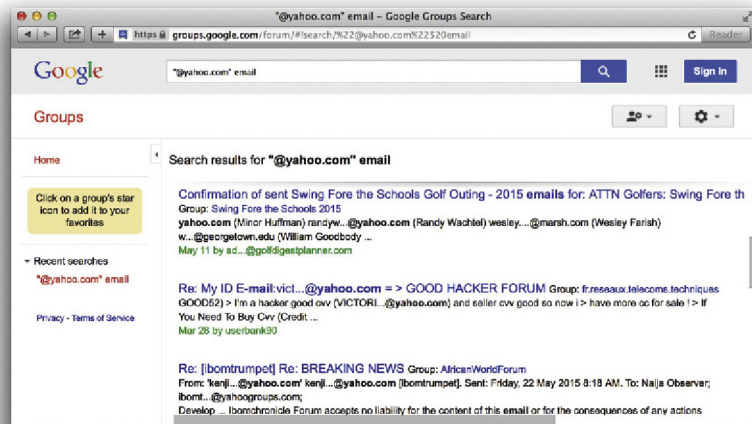 "@yahoo.com" email – Google Groups Search
https groups.google.com/forum/#!search/%22@yahoo.com%22%20email
Reader
Google
"@yahoo.com" email
Sign in
Groups
Home
Search results for "@yahoo.com" email
Click on a group's star
icon to add it to your
favorites
Confirmation of sent Swing Fore the Schools Golf Outing - 2015 emails for: ATTN Golfers: Swing Fore th
Group: Swing Fore the Schools 2015
yahoo.com (Minor Huffman) randyw...@yahoo.com (Randy Wachtel) wesley....@marsh.com (Wesley Farish)
w...@georgetown.edu (William Goodbody ...
May 11 by ad...@golfdigestplanner.com
Recent searches
"@yahoo.com" email
Privacy - Terms of Service
Re: My ID E-mail:vict...@yahoo.com = > GOOD HACKER FORUM Group: fr.reseaux.telecoms.techniques
GOOD52) > I'm a hacker good cvv (VICTORI...@yahoo.com) and seller cvv good so now i > have more cc for sale ! > If
You Need To Buy Cvv (Credit ...
Mar 28 by userbank90
Re: [ibomtrumpet] Re: BREAKING NEWS Group: AfricanWorldForum
From: 'kenji...@yahoo.com' kenji...@yahoo.com [ibomtrumpet]. Sent: Friday, 22 May 2015 8:18 AM. To: Naija Observer;
ibomt...@yahoogroups.com;
Develop ... Ibomchronicle Forum accepts no liability for the content of this email or for the consequences of any actions